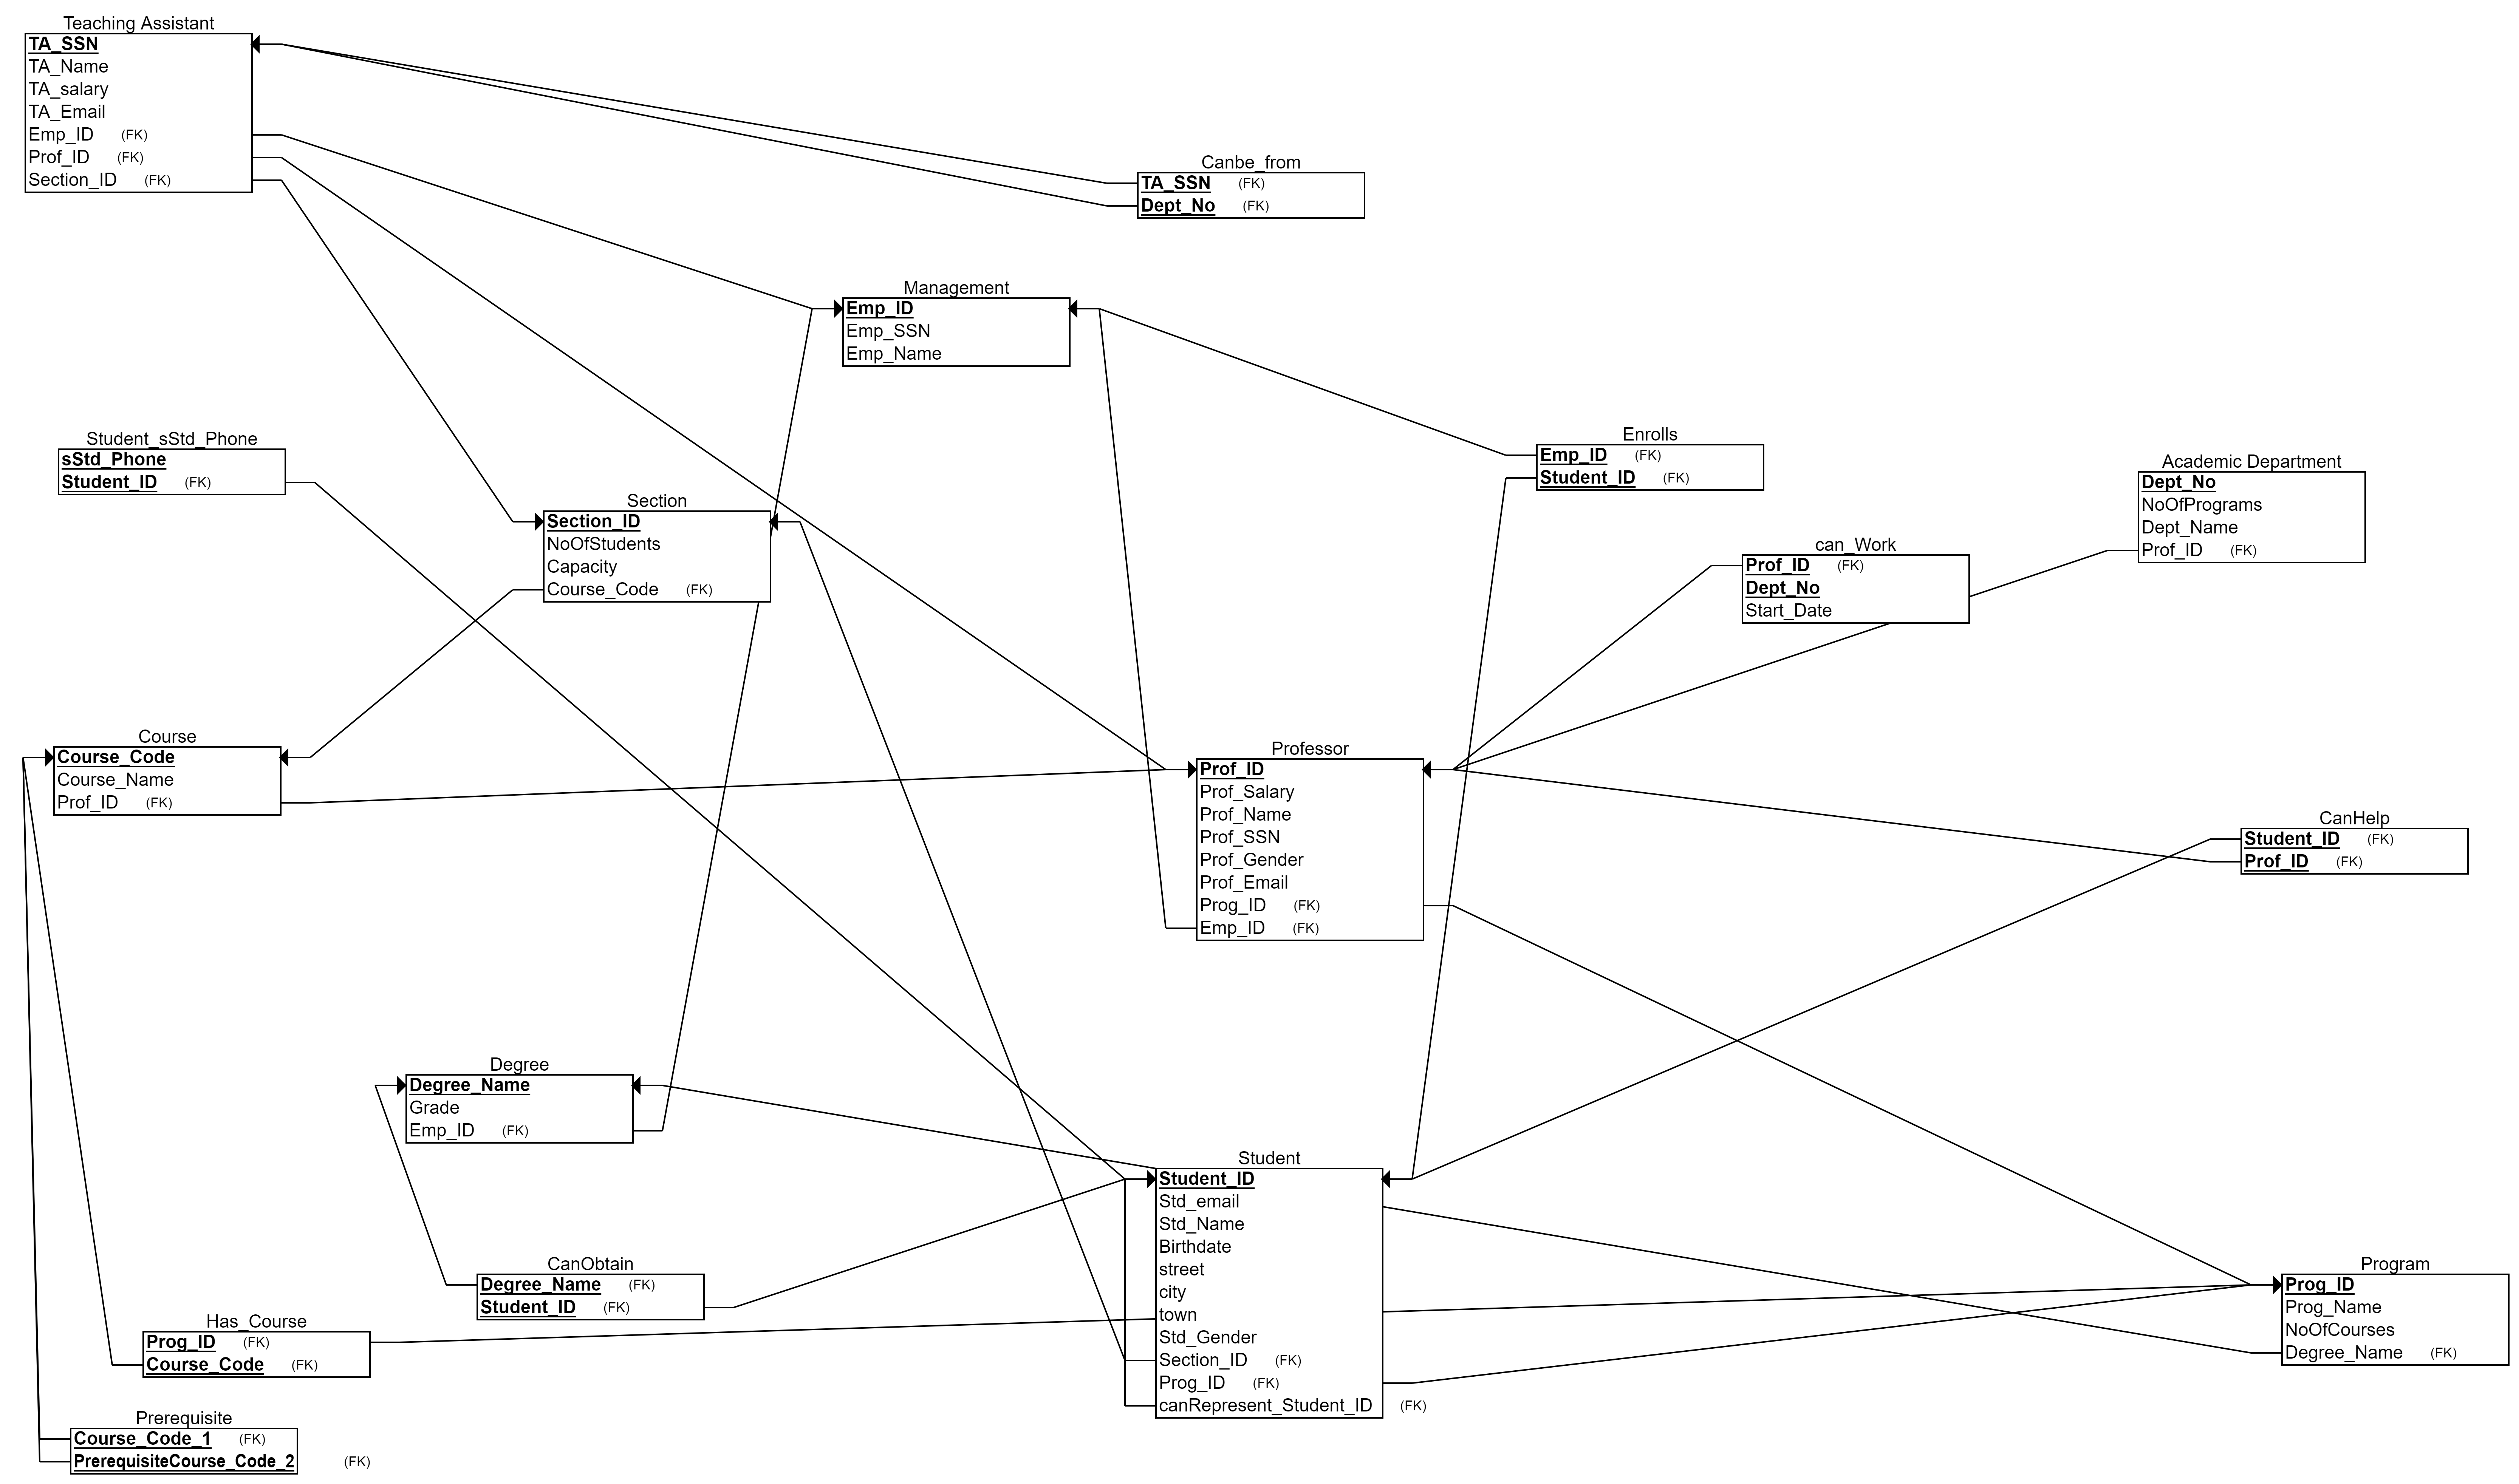 Teaching Assistant
TA_SSN
TA_Name
TA_salary
TA_Email
Emp_ID (FK)
Prof_ID (FK)
Section_ID (FK)
Canbe_from
TA_SSN (FK)
Dept_No (FK)
Management
Emp_ID
Emp_SSN
Emp_Name
Student_sStd_Phone
sStd_Phone
Student_ID (FK)
Enrolls
Emp_ID (FK)
Student_ID (FK)
Academic Department
Dept_No
NoOfPrograms
Dept_Name
Prof_ID (FK)
Section
Section_ID
NoOfStudents
Capacity
Course_Code (FK)
can_Work
Prof_ID (FK)
Dept_No
Start_Date
Course
Course_Code
Course_Name
Prof_ID (FK)
Professor
Prof_ID
Prof_Salary
Prof_Name
Prof_SSN
Prof_Gender
Prof_Email
Prog_ID (FK)
Emp_ID (FK)
CanHelp
Student_ID (FK)
Prof_ID (FK)
Degree
Degree_Name
Grade
Emp_ID (FK)
Student
Student_ID
Std_email
Std_Name
Birthdate
street
city
town
Std_Gender
Section_ID (FK)
Prog_ID (FK)
canRepresent_Student_ID (FK)
CanObtain
Degree_Name (FK)
Student_ID (FK)
Program
Prog_ID
Prog_Name
NoOfCourses
Degree_Name (FK)
Has_Course
Prog_ID (FK)
Course_Code (FK)
Prerequisite
Course_Code_1 (FK)
PrerequisiteCourse_Code_2 (FK)